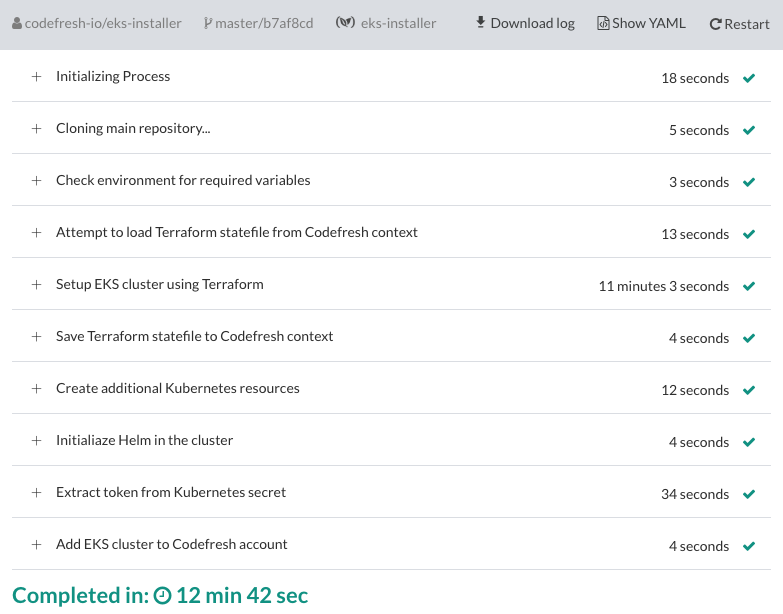 codefresh-io/eks-installer master/b7af8cd eks-installer Download log Show YAML Restart
Initializing Process 18 seconds
Cloning main repository... 5 seconds
Check environment for required variables 3 seconds
Attempt to load Terraform statefile from Codefresh context 13 seconds
Setup EKS cluster using Terraform 11 minutes 3 seconds
Save Terraform statefile to Codefresh context 4 seconds
Create additional Kubernetes resources 12 seconds
Initialiaze Helm in the cluster 4 seconds
Extract token from Kubernetes secret 34 seconds
Add EKS cluster to Codefresh account 4 seconds
Completed in: 12 min 42 sec